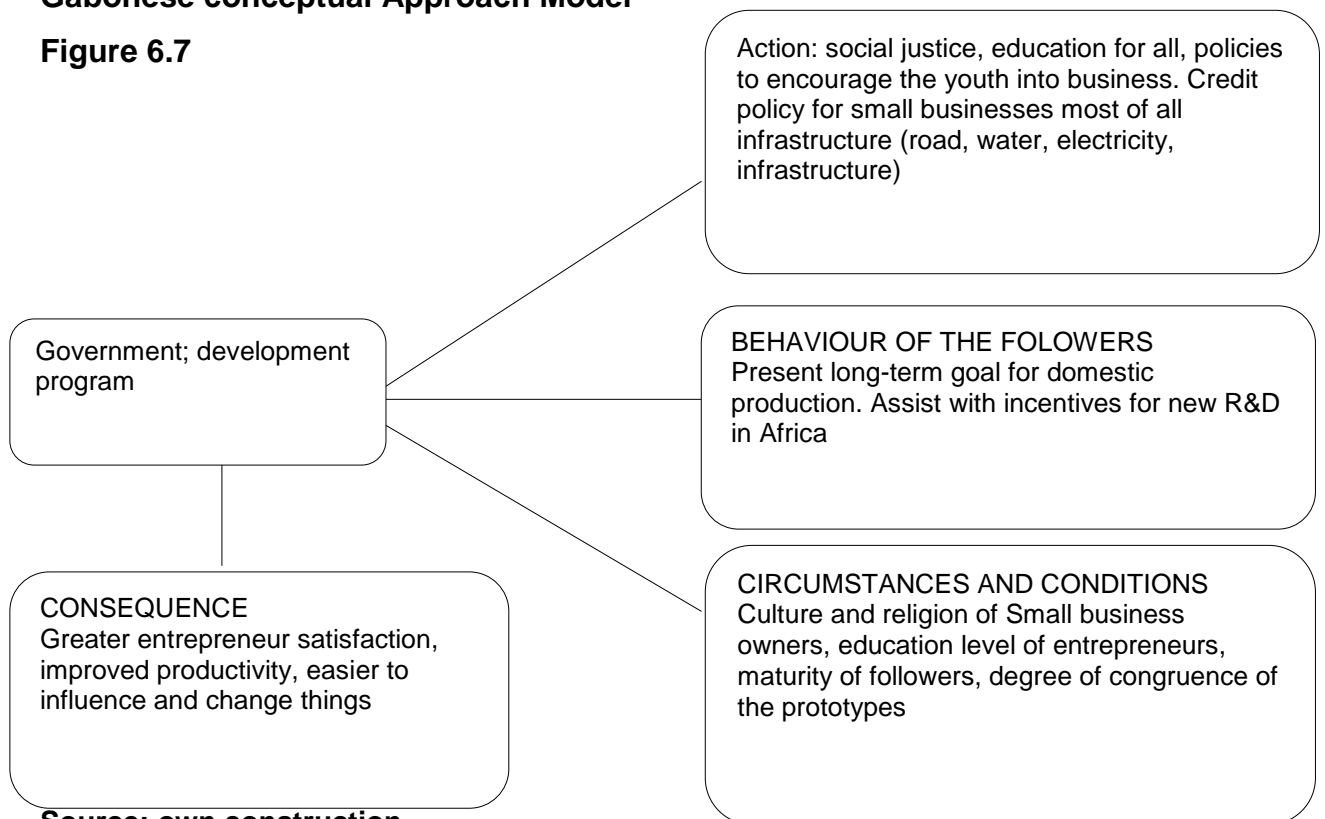 Gabonese conceptual Approach Model
Figure 6.7
Action: social justice, education for all, policies
to encourage the youth into business. Credit
policy for small businesses most of all
infrastructure (road, water, electricity,
infrastructure)
Government; development
program
BEHAVIOUR OF THE FOLOWERS
Present long-term goal for domestic
production. Assist with incentives for new R&D
in Africa
CONSEQUENCE
Greater entrepreneur satisfaction,
improved productivity, easier to
influence and change things
CIRCUMSTANCES AND CONDITIONS
Culture and religion of Small business
owners, education level of entrepreneurs,
maturity of followers, degree of congruence of
the prototypes
Source: own construction